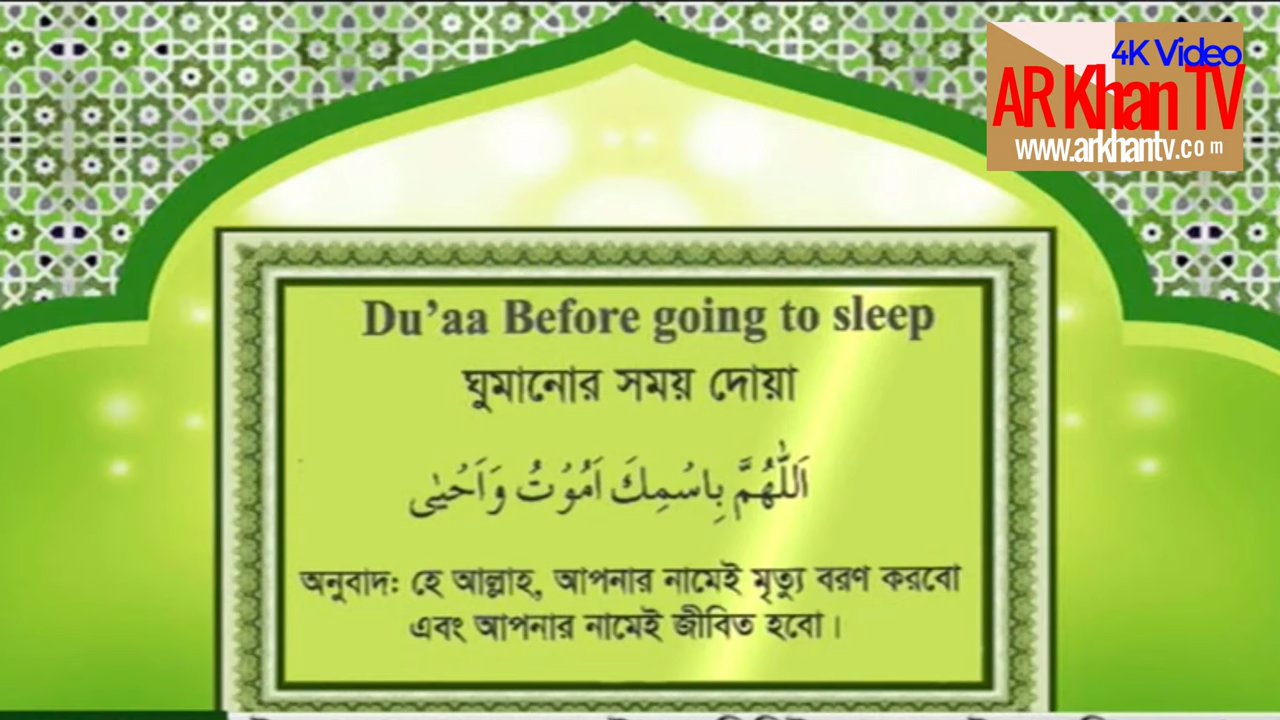 4K Video
AR Khan TV
www.arkhantv.com
Du’aa Before going to sleep
ঘুমানোর সময় দোয়া
اَللّٰهُمَّ بِاسْمِكَ اَمُوْتُ وَاَحْيٰى
অনুবাদ: হে আল্লাহ, আপনার নামেই মৃত্যু বরণ করবো
এবং আপনার নামেই জীবিত হবো।